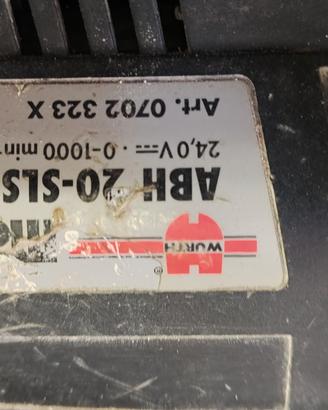 WÜRTH
ABH 20-SLS
24,0V⎓ · 0-1000 min
Art. 0702 323 X